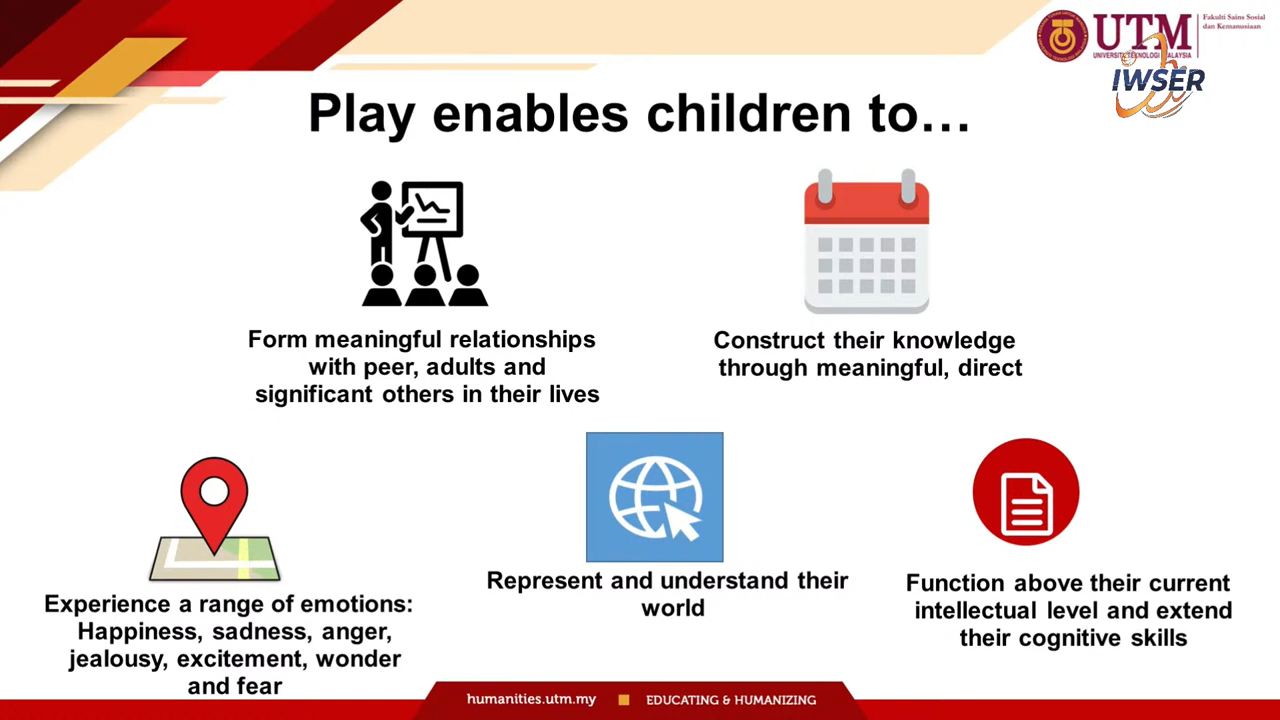 UTM
UNIVERSITI TEKNOLOGI MALAYSIA
Fakulti Sains Sosial
dan Kemanusiaan
IWSER
Play enables children to...
Form meaningful relationships
with peer, adults and
significant others in their lives
Construct their knowledge
through meaningful, direct
Experience a range of emotions:
Happiness, sadness, anger,
jealousy, excitement, wonder
and fear
Represent and understand their
world
Function above their current
intellectual level and extend
their cognitive skills
humanities.utm.my
EDUCATING & HUMANIZING